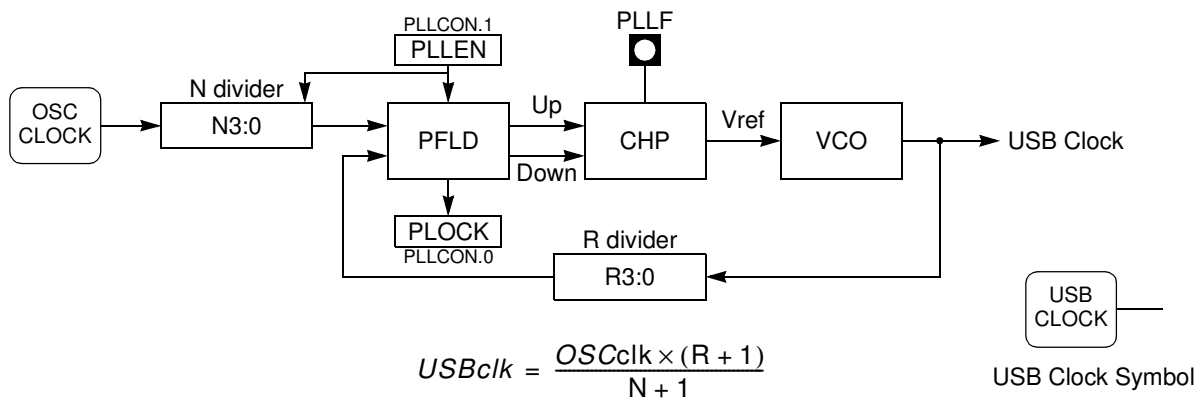 PLLCON.1
PLLEN
PLLF
OSC
CLOCK
N divider
N3:0
PFLD
Up
Down
CHP
Vref
VCO
USB Clock
PLOCK
PLLCON.0
R divider
R3:0
USB
CLOCK
USB Clock Symbol
USBclk = OSCclk × (R + 1)
N + 1